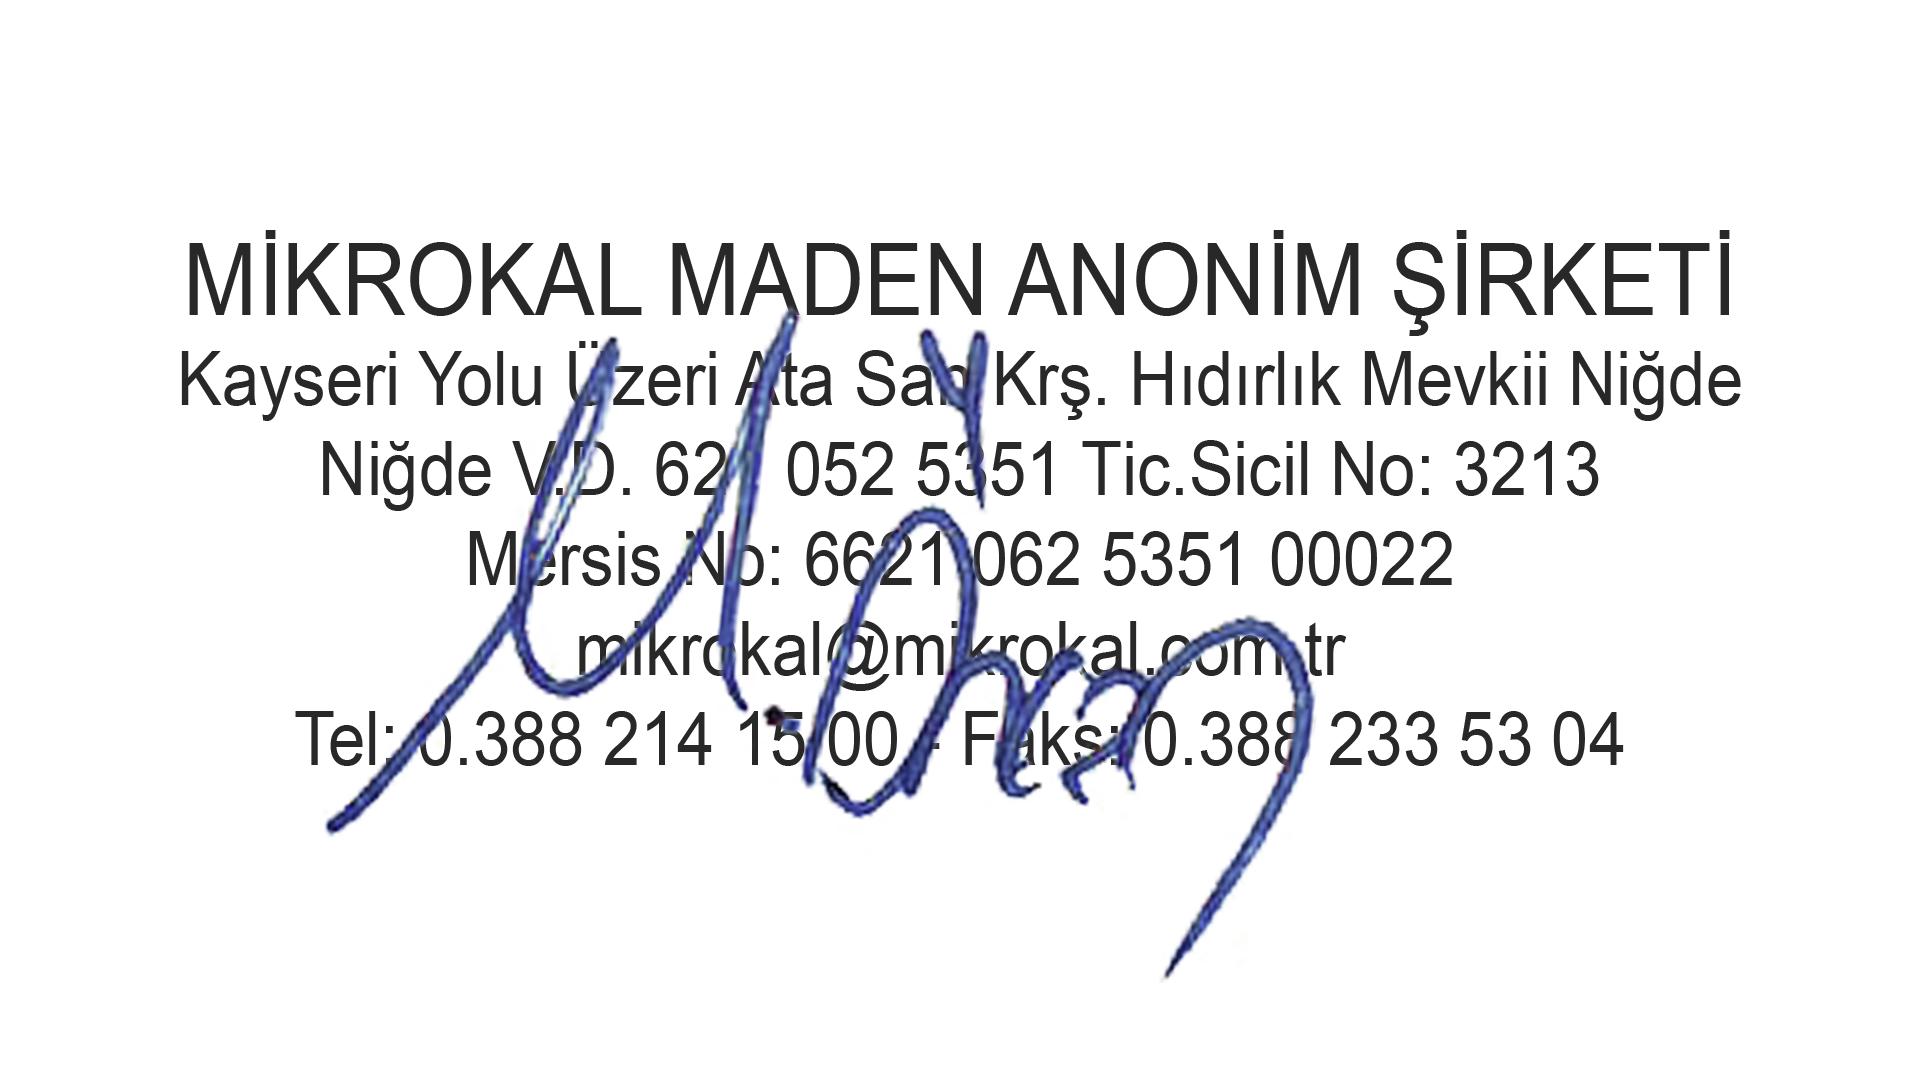 MİKROKAL MADEN ANONİM ŞİRKETİ
Kayseri Yolu Üzeri Ata San Krş. Hıdırlık Mevkii Niğde
Niğde V.D. 621 052 5351 Tic.Sicil No: 3213
Mersis No: 6621 062 5351 00022
mikrokal@mikrokal.com.tr
Tel: 0.388 214 15 00 - Faks: 0.388 233 53 04